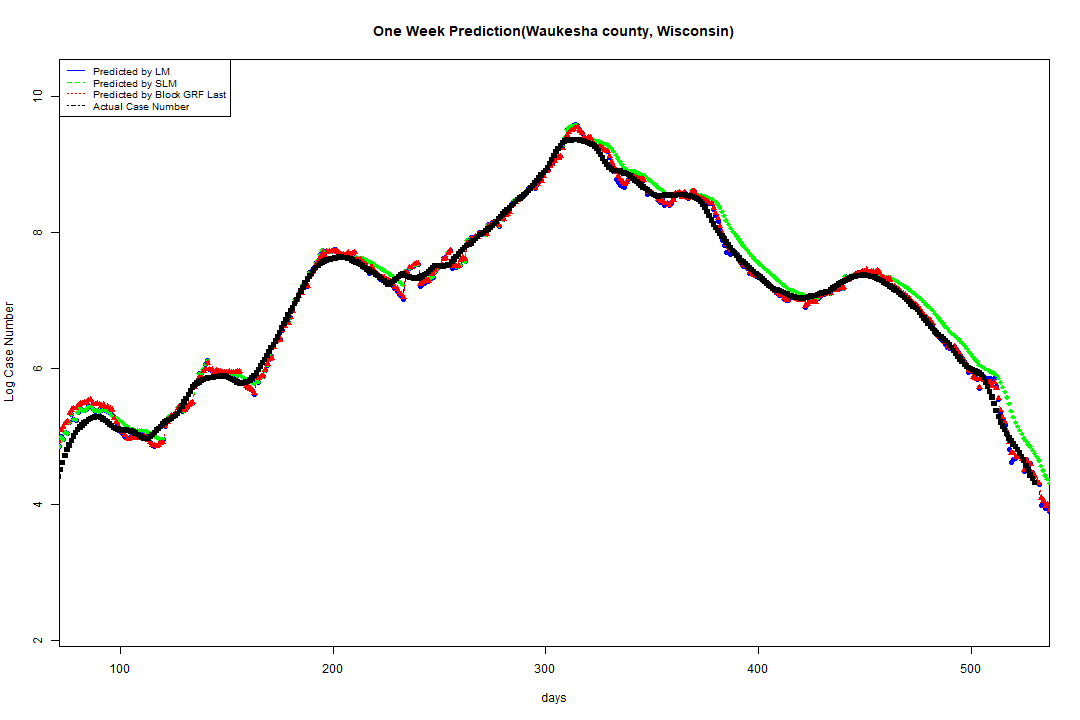 One Week Prediction(Waukesha county, Wisconsin)
Predicted by LM
Predicted by SLM
Predicted by Block GRF Last
Actual Case Number
10
8
6
4
2
Log Case Number
100 200 300 400 500
days